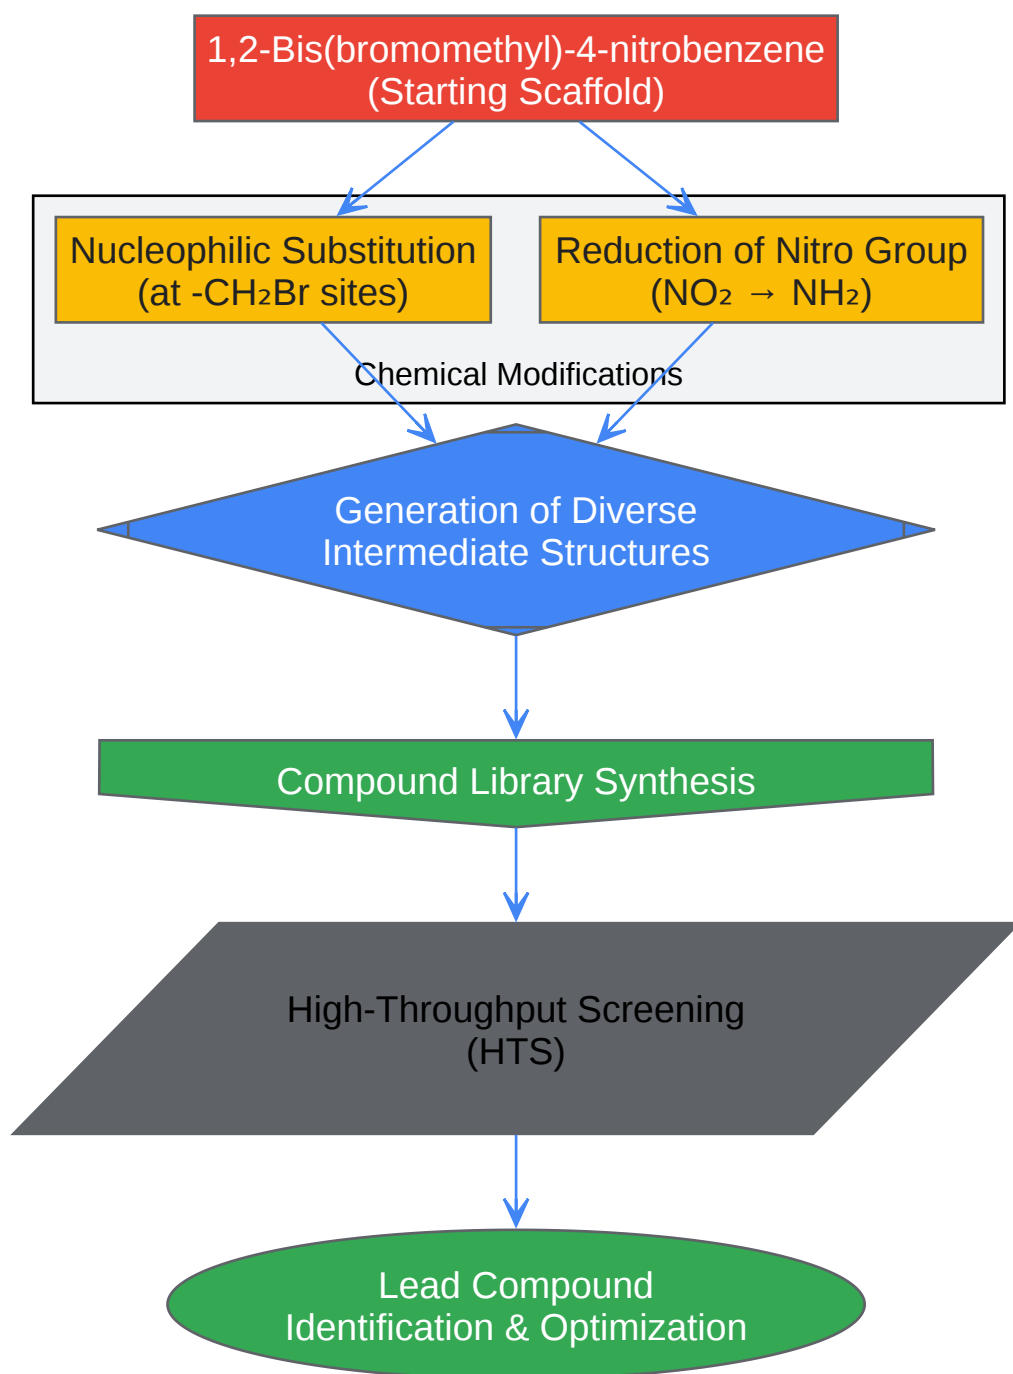 1,2-Bis(bromomethyl)-4-nitrobenzene
(Starting Scaffold)
Nucleophilic Substitution
(at -CH₂Br sites)
Reduction of Nitro Group
(NO₂ → NH₂)
Chemical Modifications
Generation of Diverse
Intermediate Structures
Compound Library Synthesis
High-Throughput Screening
(HTS)
Lead Compound
Identification & Optimization